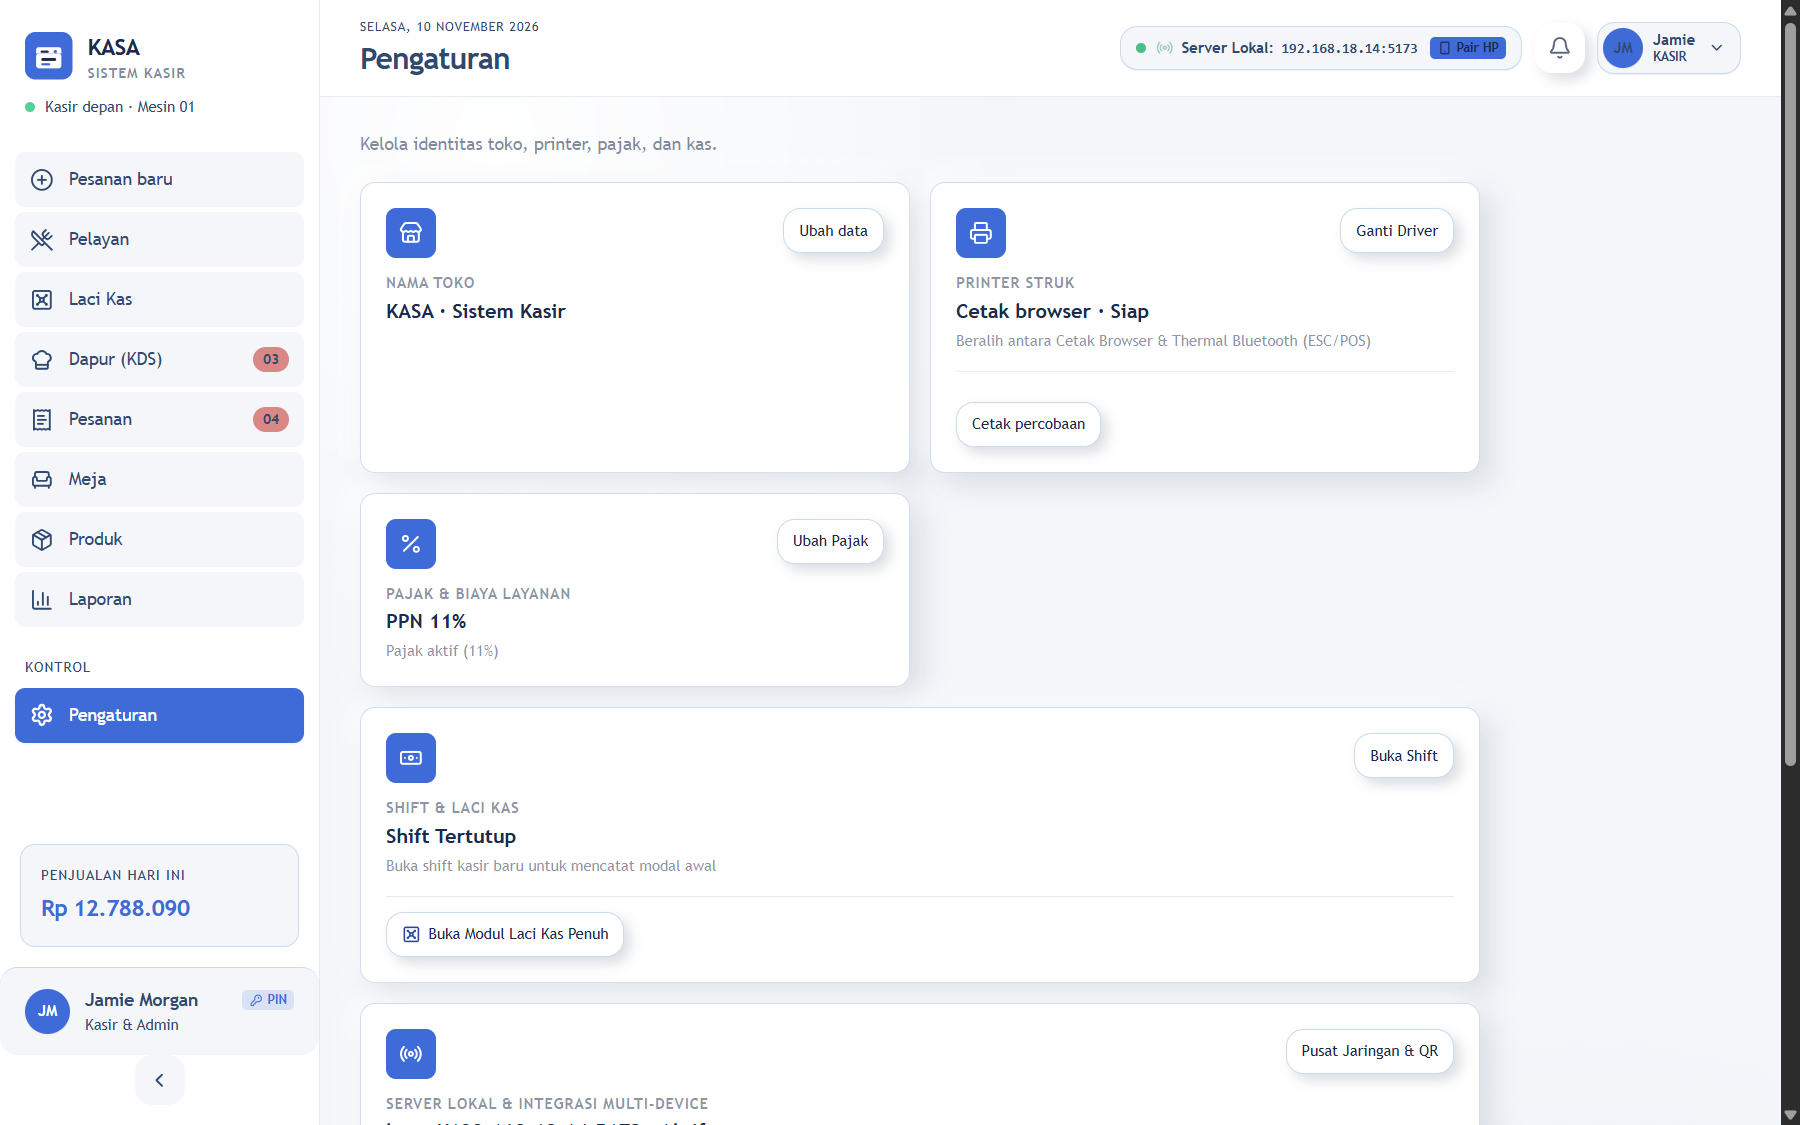 KASA
SISTEM KASIR
Kasir depan · Mesin 01
Pesanan baru
Pelayan
Laci Kas
Dapur (KDS) 03
Pesanan 04
Meja
Produk
Laporan
KONTROL
Pengaturan
PENJUALAN HARI INI
Rp 12.788.090
JM Jamie Morgan PIN
Kasir & Admin
SELASA, 10 NOVEMBER 2026
Pengaturan
Server Lokal: 192.168.18.14:5173 Pair HP
JM Jamie
KASIR
Kelola identitas toko, printer, pajak, dan kas.
Ubah data
NAMA TOKO
KASA · Sistem Kasir
Ganti Driver
PRINTER STRUK
Cetak browser · Siap
Beralih antara Cetak Browser & Thermal Bluetooth (ESC/POS)
Cetak percobaan
Ubah Pajak
PAJAK & BIAYA LAYANAN
PPN 11%
Pajak aktif (11%)
Buka Shift
SHIFT & LACI KAS
Shift Tertutup
Buka shift kasir baru untuk mencatat modal awal
Buka Modul Laci Kas Penuh
Pusat Jaringan & QR
SERVER LOKAL & INTEGRASI MULTI-DEVICE